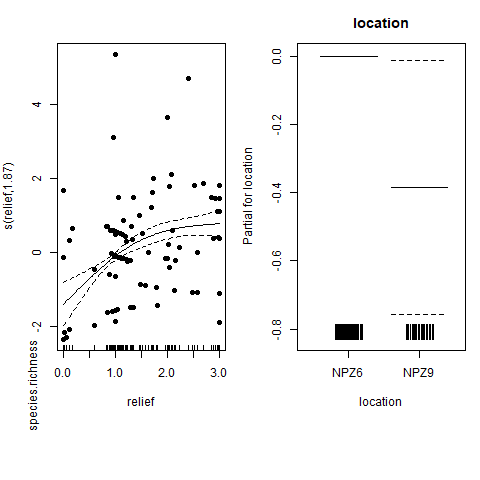 location
s(relief,1.87)
species.richness
-2
0
2
4
0.0
1.0
2.0
3.0
relief
Partial for location
-0.8
-0.6
-0.4
-0.2
0.0
NPZ6
NPZ9
location